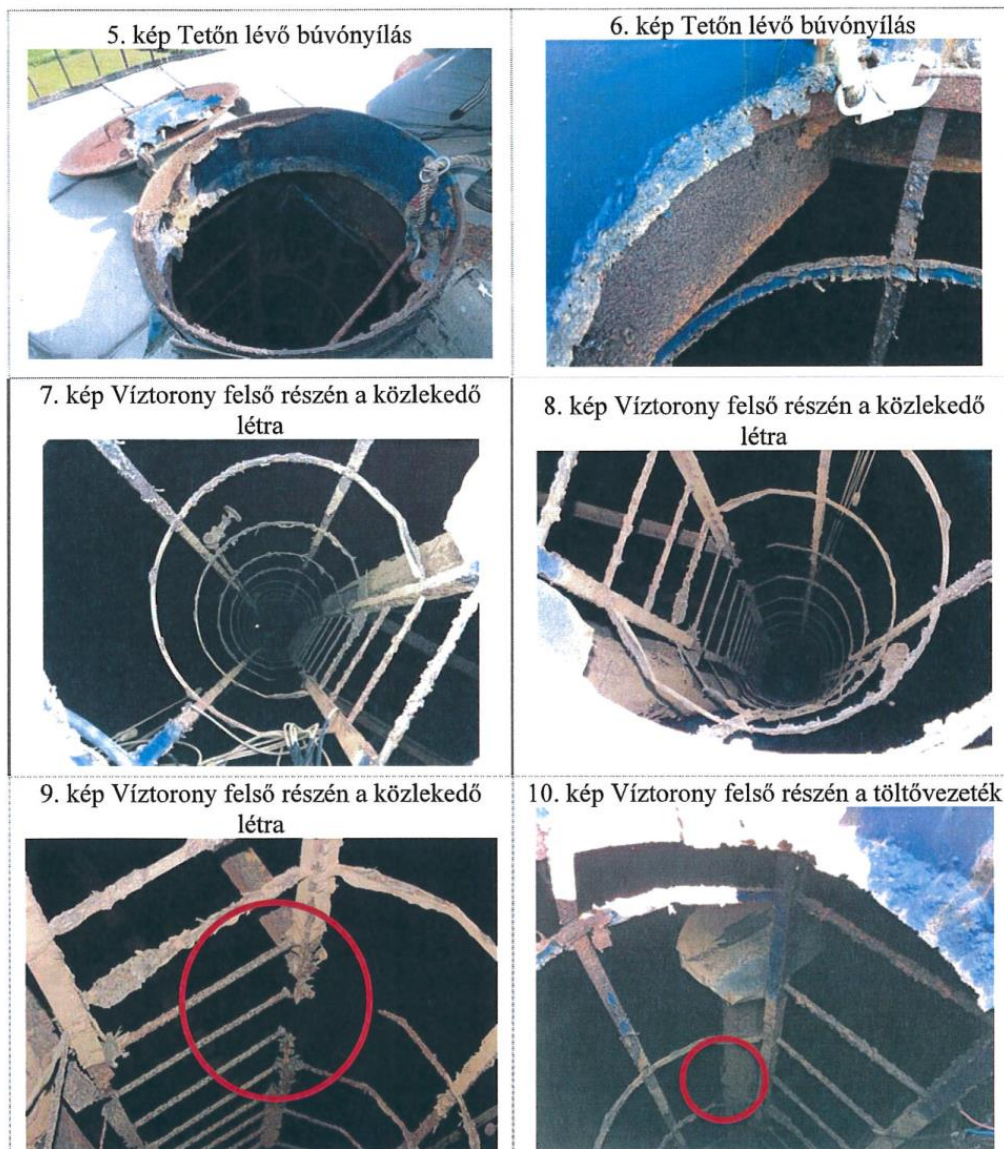 5. kép Tetőn lévő búvónyílás
6. kép Tetőn lévő búvónyílás
7. kép Víztorony felső részén a közlekedő
létra
8. kép Víztorony felső részén a közlekedő
létra
9. kép Víztorony felső részén a közlekedő
létra
10. kép Víztorony felső részén a töltővezeték